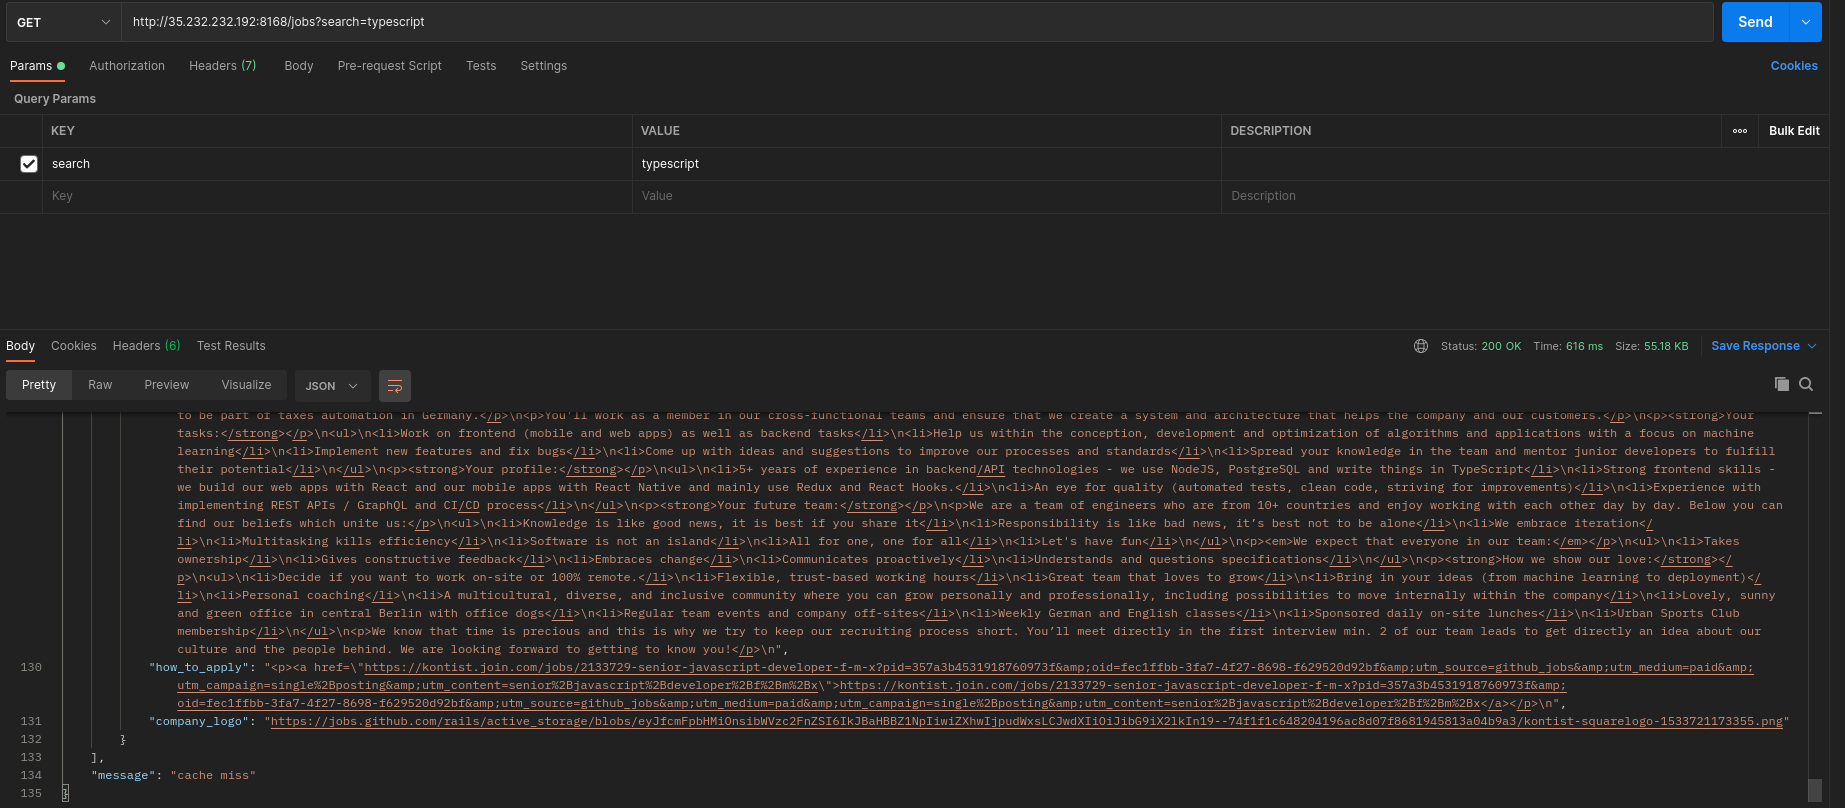 GET http://35.232.232.192:8168/jobs?search=typescript Send
Params Authorization Headers (7) Body Pre-request Script Tests Settings Cookies
Query Params
KEY VALUE DESCRIPTION ooo Bulk Edit
search typescript
Key Value Description
Body Cookies Headers (6) Test Results Status: 200 OK Time: 616 ms Size: 55.18 KB Save Response
Pretty Raw Preview Visualize JSON
to be part of taxes automation in Germany.</p>\n<p>You'll work as a member in our cross-functional teams and ensure that we create a system and architecture that helps the company and our customers.</p>\n<p><strong>Your
tasks:</strong></p>\n<ul>\n<li>Work on frontend (mobile and web apps) as well as backend tasks</li>\n<li>Help us within the conception, development and optimization of algorithms and applications with a focus on machine
learning</li>\n<li>Implement new features and fix bugs</li>\n<li>Come up with ideas and suggestions to improve our processes and standards</li>\n<li>Spread your knowledge in the team and mentor junior developers to fulfill
their potential</li>\n</ul>\n<p><strong>Your profile:</strong></p>\n<ul>\n<li>5+ years of experience in backend/API technologies - we use NodeJS, PostgreSQL and write things in TypeScript</li>\n<li>Strong frontend skills -
we build our web apps with React and our mobile apps with React Native and mainly use Redux and React Hooks.</li>\n<li>An eye for quality (automated tests, clean code, striving for improvements)</li>\n<li>Experience with
implementing REST APIs / GraphQL and CI/CD process</li>\n</ul>\n<p><strong>Your future team:</strong></p>\n<p>We are a team of engineers who are from 10+ countries and enjoy working with each other day by day. Below you can
find our beliefs which unite us:</p>\n<ul>\n<li>Knowledge is like good news, it is best if you share it</li>\n<li>Responsibility is like bad news, it’s best not to be alone</li>\n<li>We embrace iteration</
li>\n<li>Multitasking kills efficiency</li>\n<li>Software is not an island</li>\n<li>All for one, one for all</li>\n<li>Let's have fun</li>\n</ul>\n<p><em>We expect that everyone in our team:</em></p>\n<ul>\n<li>Takes
ownership</li>\n<li>Gives constructive feedback</li>\n<li>Embraces change</li>\n<li>Communicates proactively</li>\n<li>Understands and questions specifications</li>\n</ul>\n<p><strong>How we show our love:</strong></
p>\n<ul>\n<li>Decide if you want to work on-site or 100% remote.</li>\n<li>Flexible, trust-based working hours</li>\n<li>Great team that loves to grow</li>\n<li>Bring in your ideas (from machine learning to deployment)</
li>\n<li>Personal coaching</li>\n<li>A multicultural, diverse, and inclusive community where you can grow personally and professionally, including possibilities to move internally within the company</li>\n<li>Lovely, sunny
and green office in central Berlin with office dogs</li>\n<li>Regular team events and company off-sites</li>\n<li>Weekly German and English classes</li>\n<li>Sponsored daily on-site lunches</li>\n<li>Urban Sports Club
membership</li>\n</ul>\n<p>We know that time is precious and this is why we try to keep our recruiting process short. You’ll meet directly in the first interview min. 2 of our team leads to get directly an idea about our
culture and the people behind. We are looking forward to getting to know you!</p>\n",
130 "how_to_apply": "<p><a href=\"https://kontist.join.com/jobs/2133729-senior-javascript-developer-f-m-x?pid=357a3b4531918760973f&amp;oid=fec1ffbb-3fa7-4f27-8698-f629520d92bf&amp;utm_source=github_jobs&amp;utm_medium=paid&amp;
utm_campaign=single%2Bposting&amp;utm_content=senior%2Bjavascript%2Bdeveloper%2Bf%2Bm%2Bx\">https://kontist.join.com/jobs/2133729-senior-javascript-developer-f-m-x?pid=357a3b4531918760973f&amp;
oid=fec1ffbb-3fa7-4f27-8698-f629520d92bf&amp;utm_source=github_jobs&amp;utm_medium=paid&amp;utm_campaign=single%2Bposting&amp;utm_content=senior%2Bjavascript%2Bdeveloper%2Bf%2Bm%2Bx</a></p>\n",
131 "company_logo": "https://jobs.github.com/rails/active_storage/blobs/eyJfcmFpbHMiOnsibWVzc2FnZSI6IkJBaHBBZ1NpIiwiZXhwIjpudWxsLCJwdXIiOiJibG9iX2lkIn19--74f1f1c648204196ac8d07f8681945813a04b9a3/kontist-squarelogo-1533721173355.png"
132 }
133 ],
134 "message": "cache miss"
135 }